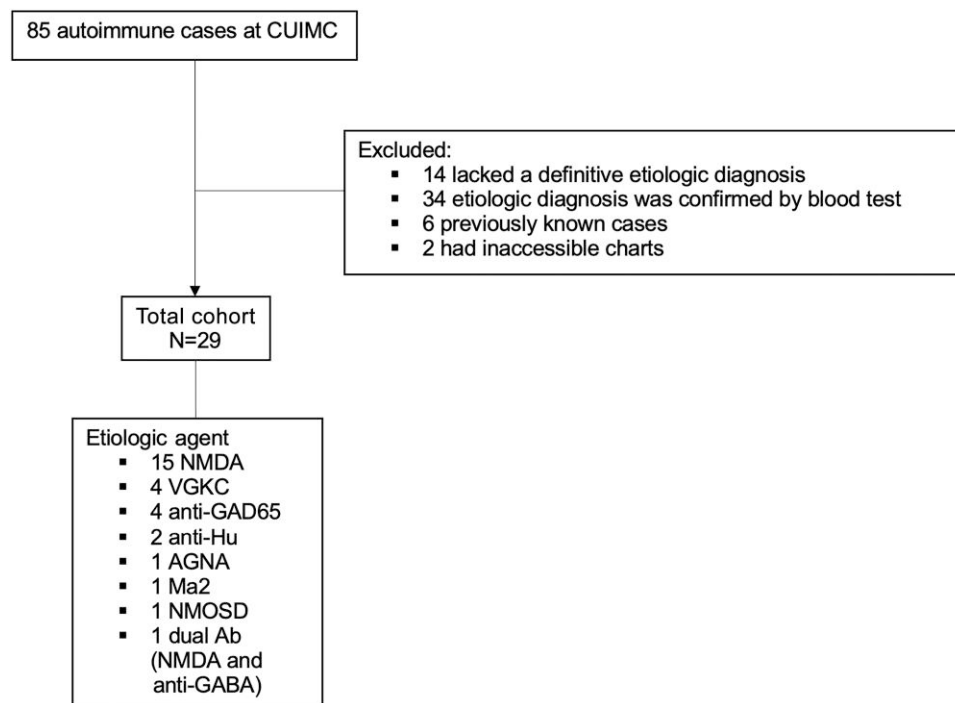 85 autoimmune cases at CUIMC
Excluded:
▪ 14 lacked a definitive etiologic diagnosis
▪ 34 etiologic diagnosis was confirmed by blood test
▪ 6 previously known cases
▪ 2 had inaccessible charts
Total cohort
N=29
Etiologic agent
▪ 15 NMDA
▪ 4 VGKC
▪ 4 anti-GAD65
▪ 2 anti-Hu
▪ 1 AGNA
▪ 1 Ma2
▪ 1 NMOSD
▪ 1 dual Ab
(NMDA and
anti-GABA)